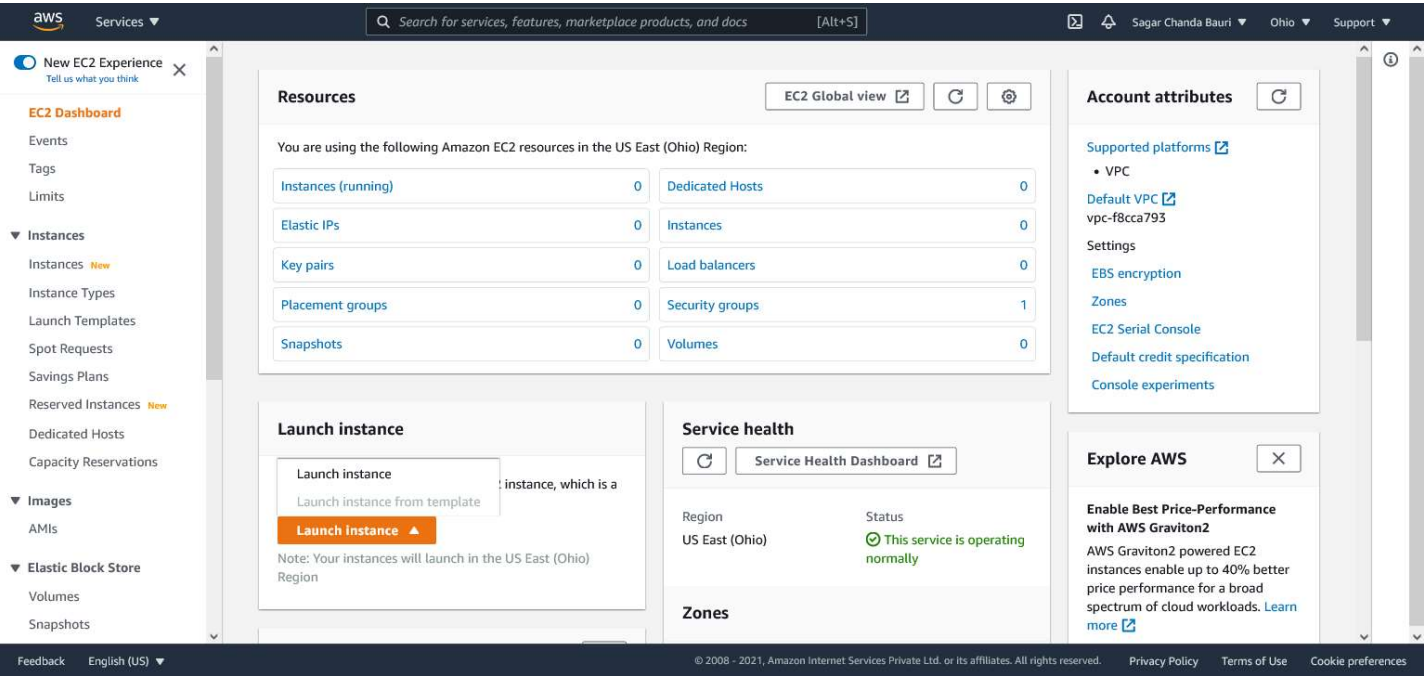 aws
Services ▼
Search for services, features, marketplace products, and docs [Alt+S]
Sagar Chanda Bauri ▼
Ohio ▼
Support ▼
New EC2 Experience
Tell us what you think
EC2 Dashboard
Events
Tags
Limits
▼ Instances
Instances New
Instance Types
Launch Templates
Spot Requests
Savings Plans
Reserved Instances New
Dedicated Hosts
Capacity Reservations
▼ Images
AMIs
▼ Elastic Block Store
Volumes
Snapshots
Resources
EC2 Global view
You are using the following Amazon EC2 resources in the US East (Ohio) Region:
Instances (running) 0
Dedicated Hosts 0
Elastic IPs 0
Instances 0
Key pairs 0
Load balancers 0
Placement groups 0
Security groups 1
Snapshots 0
Volumes 0
Launch instance
Launch instance
instance, which is a
Launch instance from template
Launch instance ▲
Note: Your instances will launch in the US East (Ohio)
Region
Service health
Service Health Dashboard
Region Status
US East (Ohio) This service is operating
normally
Zones
Account attributes
Supported platforms
• VPC
Default VPC
vpc-f8cca793
Settings
EBS encryption
Zones
EC2 Serial Console
Default credit specification
Console experiments
Explore AWS
Enable Best Price-Performance
with AWS Graviton2
AWS Graviton2 powered EC2
instances enable up to 40% better
price performance for a broad
spectrum of cloud workloads. Learn
more
Feedback English (US) ▼
© 2008 - 2021, Amazon Internet Services Private Ltd. or its affiliates. All rights reserved. Privacy Policy Terms of Use Cookie preferences